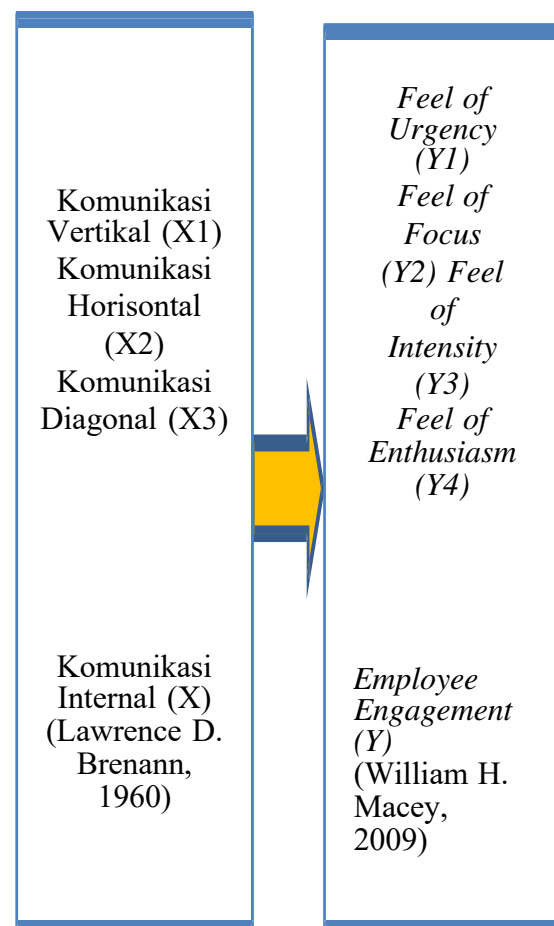 Komunikasi
Vertikal (X1)
Komunikasi
Horisontal
(X2)
Komunikasi
Diagonal (X3)
Komunikasi
Internal (X)
(Lawrence D.
Brenann,
1960)
Feel of
Urgency
(Y1)
Feel of
Focus
(Y2) Feel
of
Intensity
(Y3)
Feel of
Enthusiasm
(Y4)
Employee
Engagement
(Y)
(William H.
Macey,
2009)